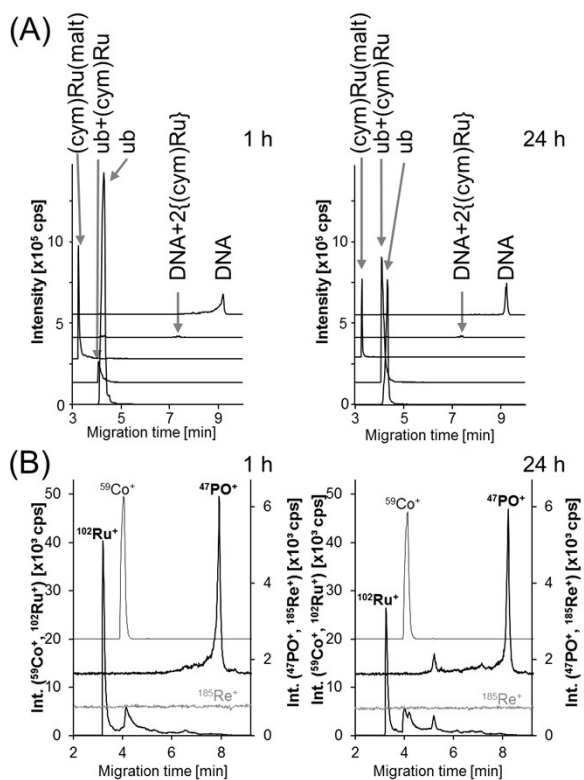 (A)
(cym)Ru(malt)
ub+(cym)Ru
ub
DNA+2{(cym)Ru}
DNA
1 h
Intensity [x10⁵ cps]
10
5
0
3 5 7 9
Migration time [min]
(cym)Ru(malt)
ub+(cym)Ru
ub
DNA+2{(cym)Ru}
DNA
24 h
Intensity [x10⁵ cps]
10
5
0
3 5 7 9
Migration time [min]
(B)
1 h
⁵⁹Co⁺
⁴⁷PO⁺
¹⁰²Ru⁺
¹⁸⁵Re⁺
Int. (⁵⁹Co⁺, ¹⁰²Ru⁺) [x10³ cps]
50
40
30
20
10
0
Int. (⁴⁷PO⁺, ¹⁸⁵Re⁺) [x10³ cps]
6
4
2
0
2 4 6 8
Migration time [min]
24 h
⁵⁹Co⁺
⁴⁷PO⁺
¹⁰²Ru⁺
¹⁸⁵Re⁺
Int. (⁵⁹Co⁺, ¹⁰²Ru⁺) [x10³ cps]
50
40
30
20
10
0
Int. (⁴⁷PO⁺, ¹⁸⁵Re⁺) [x10³ cps]
6
4
2
0
2 4 6 8
Migration time [min]